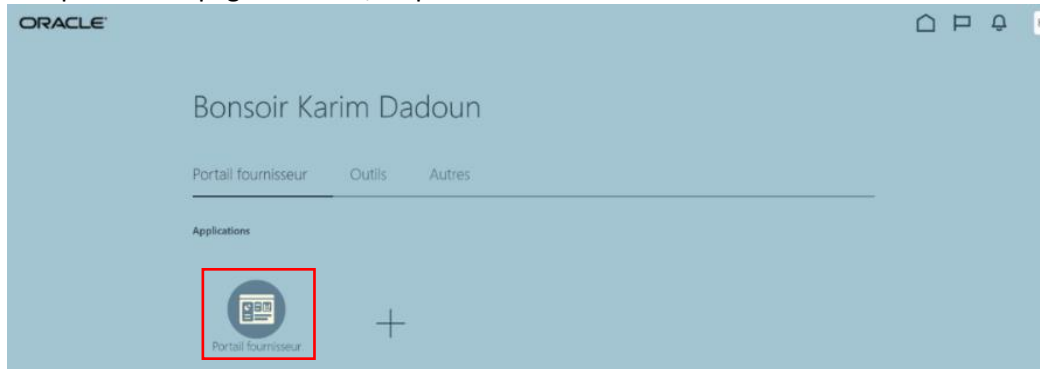 ORACLE
Bonsoir Karim Dadoun
Portail fournisseur Outils Autres
Applications
Portail fournisseur